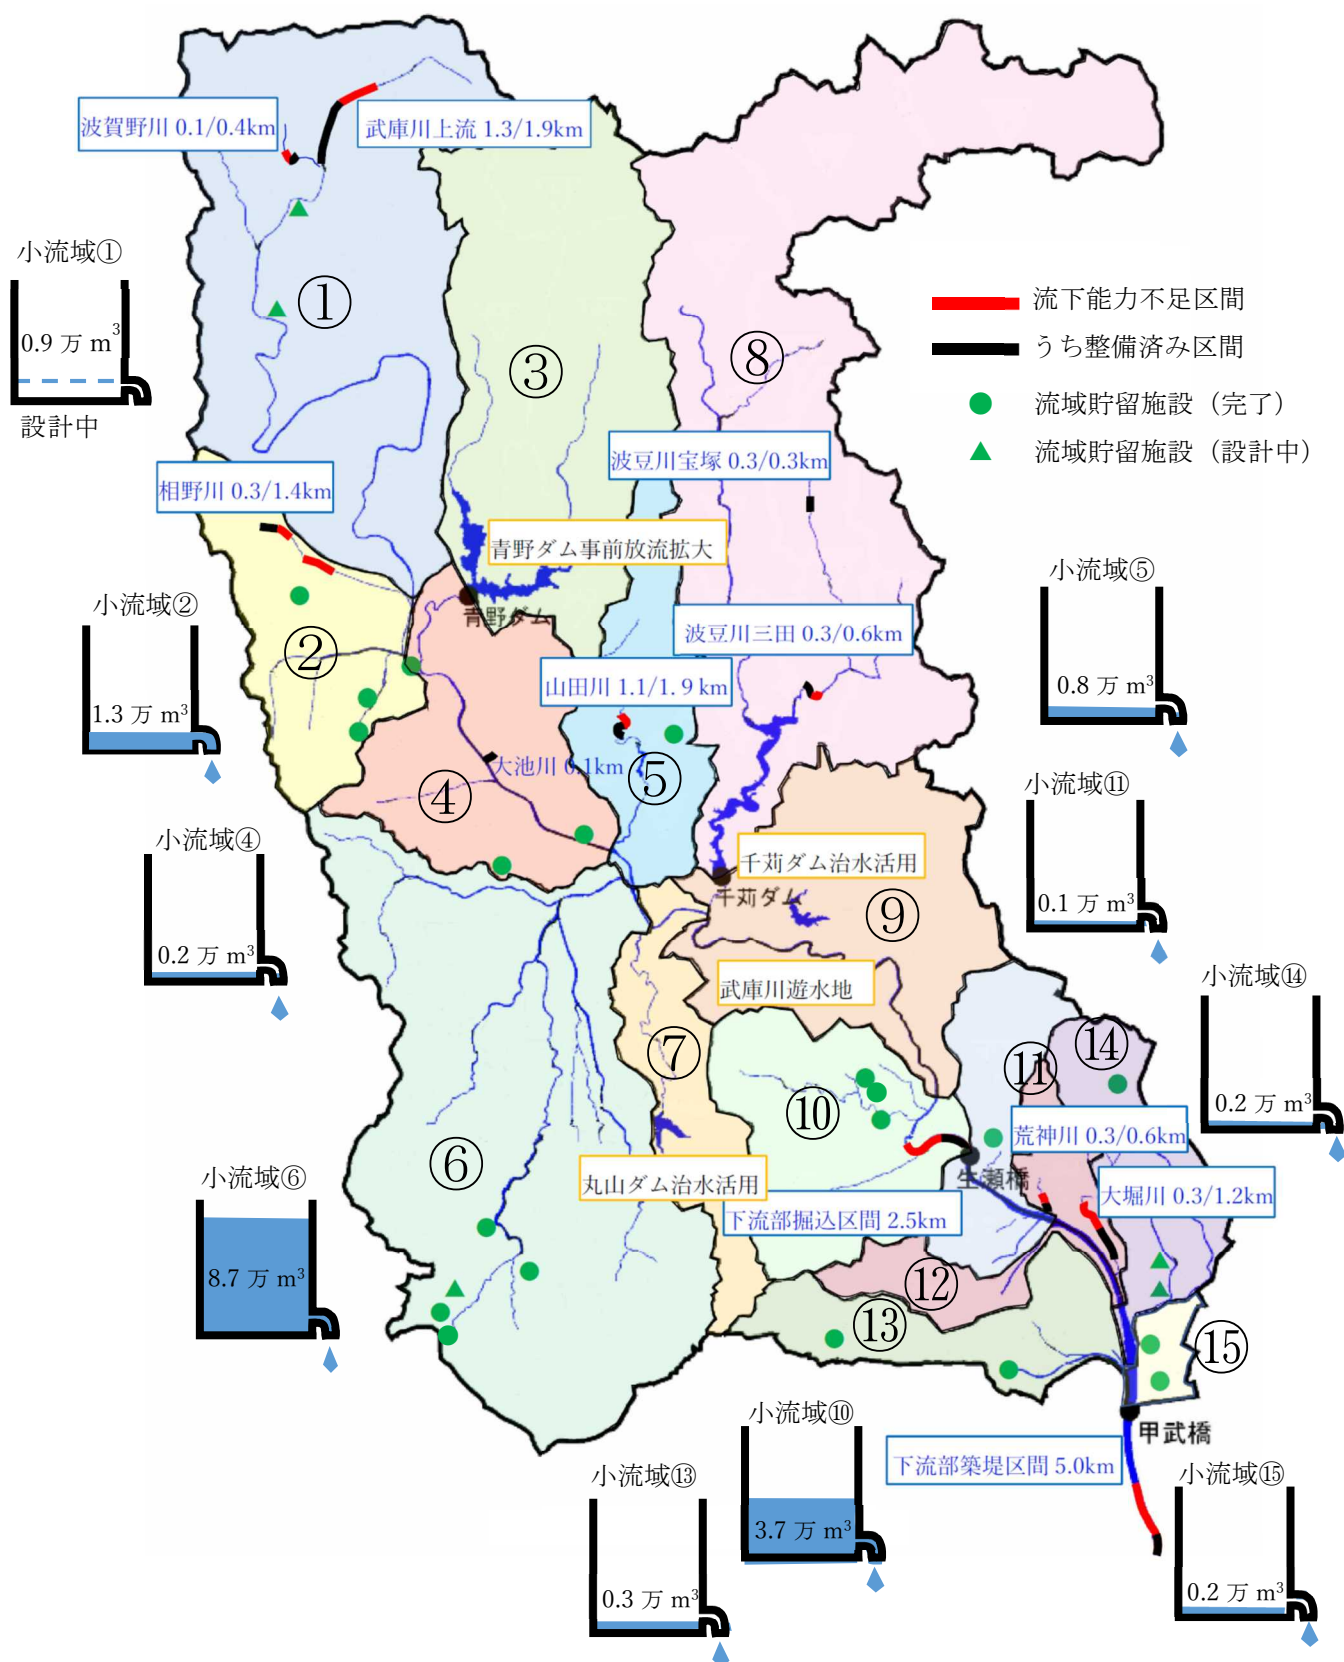 波賀野川 0.1/0.4km
武庫川上流 1.3/1.9km
小流域①
0.9 万 m³
設計中
①
③
⑧
流下能力不足区間
うち整備済み区間
流域貯留施設（完了）
流域貯留施設（設計中）
相野川 0.3/1.4km
波豆川宝塚 0.3/0.3km
青野ダム事前放流拡大
青野ダム
小流域②
1.3 万 m³
②
波豆川三田 0.3/0.6km
小流域⑤
0.8 万 m³
山田川 1.1/1.9 km
大池川 0.1km
④
⑤
小流域④
0.2 万 m³
小流域⑪
0.1 万 m³
千苅ダム治水活用
千苅ダム
⑨
武庫川遊水地
小流域⑭
0.2 万 m³
⑦
⑪
⑭
⑩
荒神川 0.3/0.6km
生瀬橋
⑥
小流域⑥
8.7 万 m³
丸山ダム治水活用
大堀川 0.3/1.2km
下流部掘込区間 2.5km
⑫
⑬
⑮
小流域⑩
3.7 万 m³
甲武橋
下流部築堤区間 5.0km
小流域⑬
0.3 万 m³
小流域⑮
0.2 万 m³